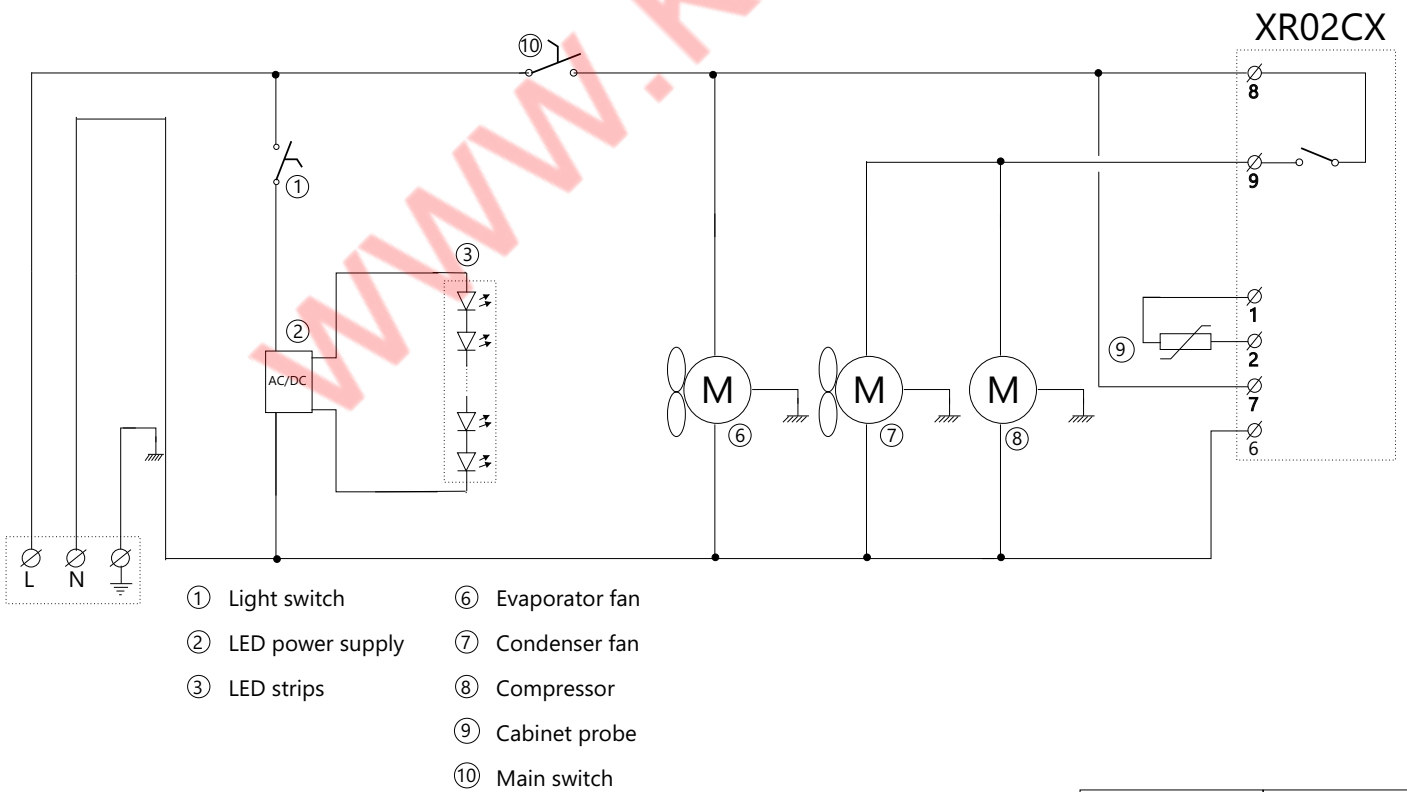 XR02CX
⑩
8
9
①
③
②
AC/DC
1
⑨
2
M
M
M
7
⑥
⑦
⑧
6
L
N
① Light switch
② LED power supply
③ LED strips
⑥ Evaporator fan
⑦ Condenser fan
⑧ Compressor
⑨ Cabinet probe
⑩ Main switch